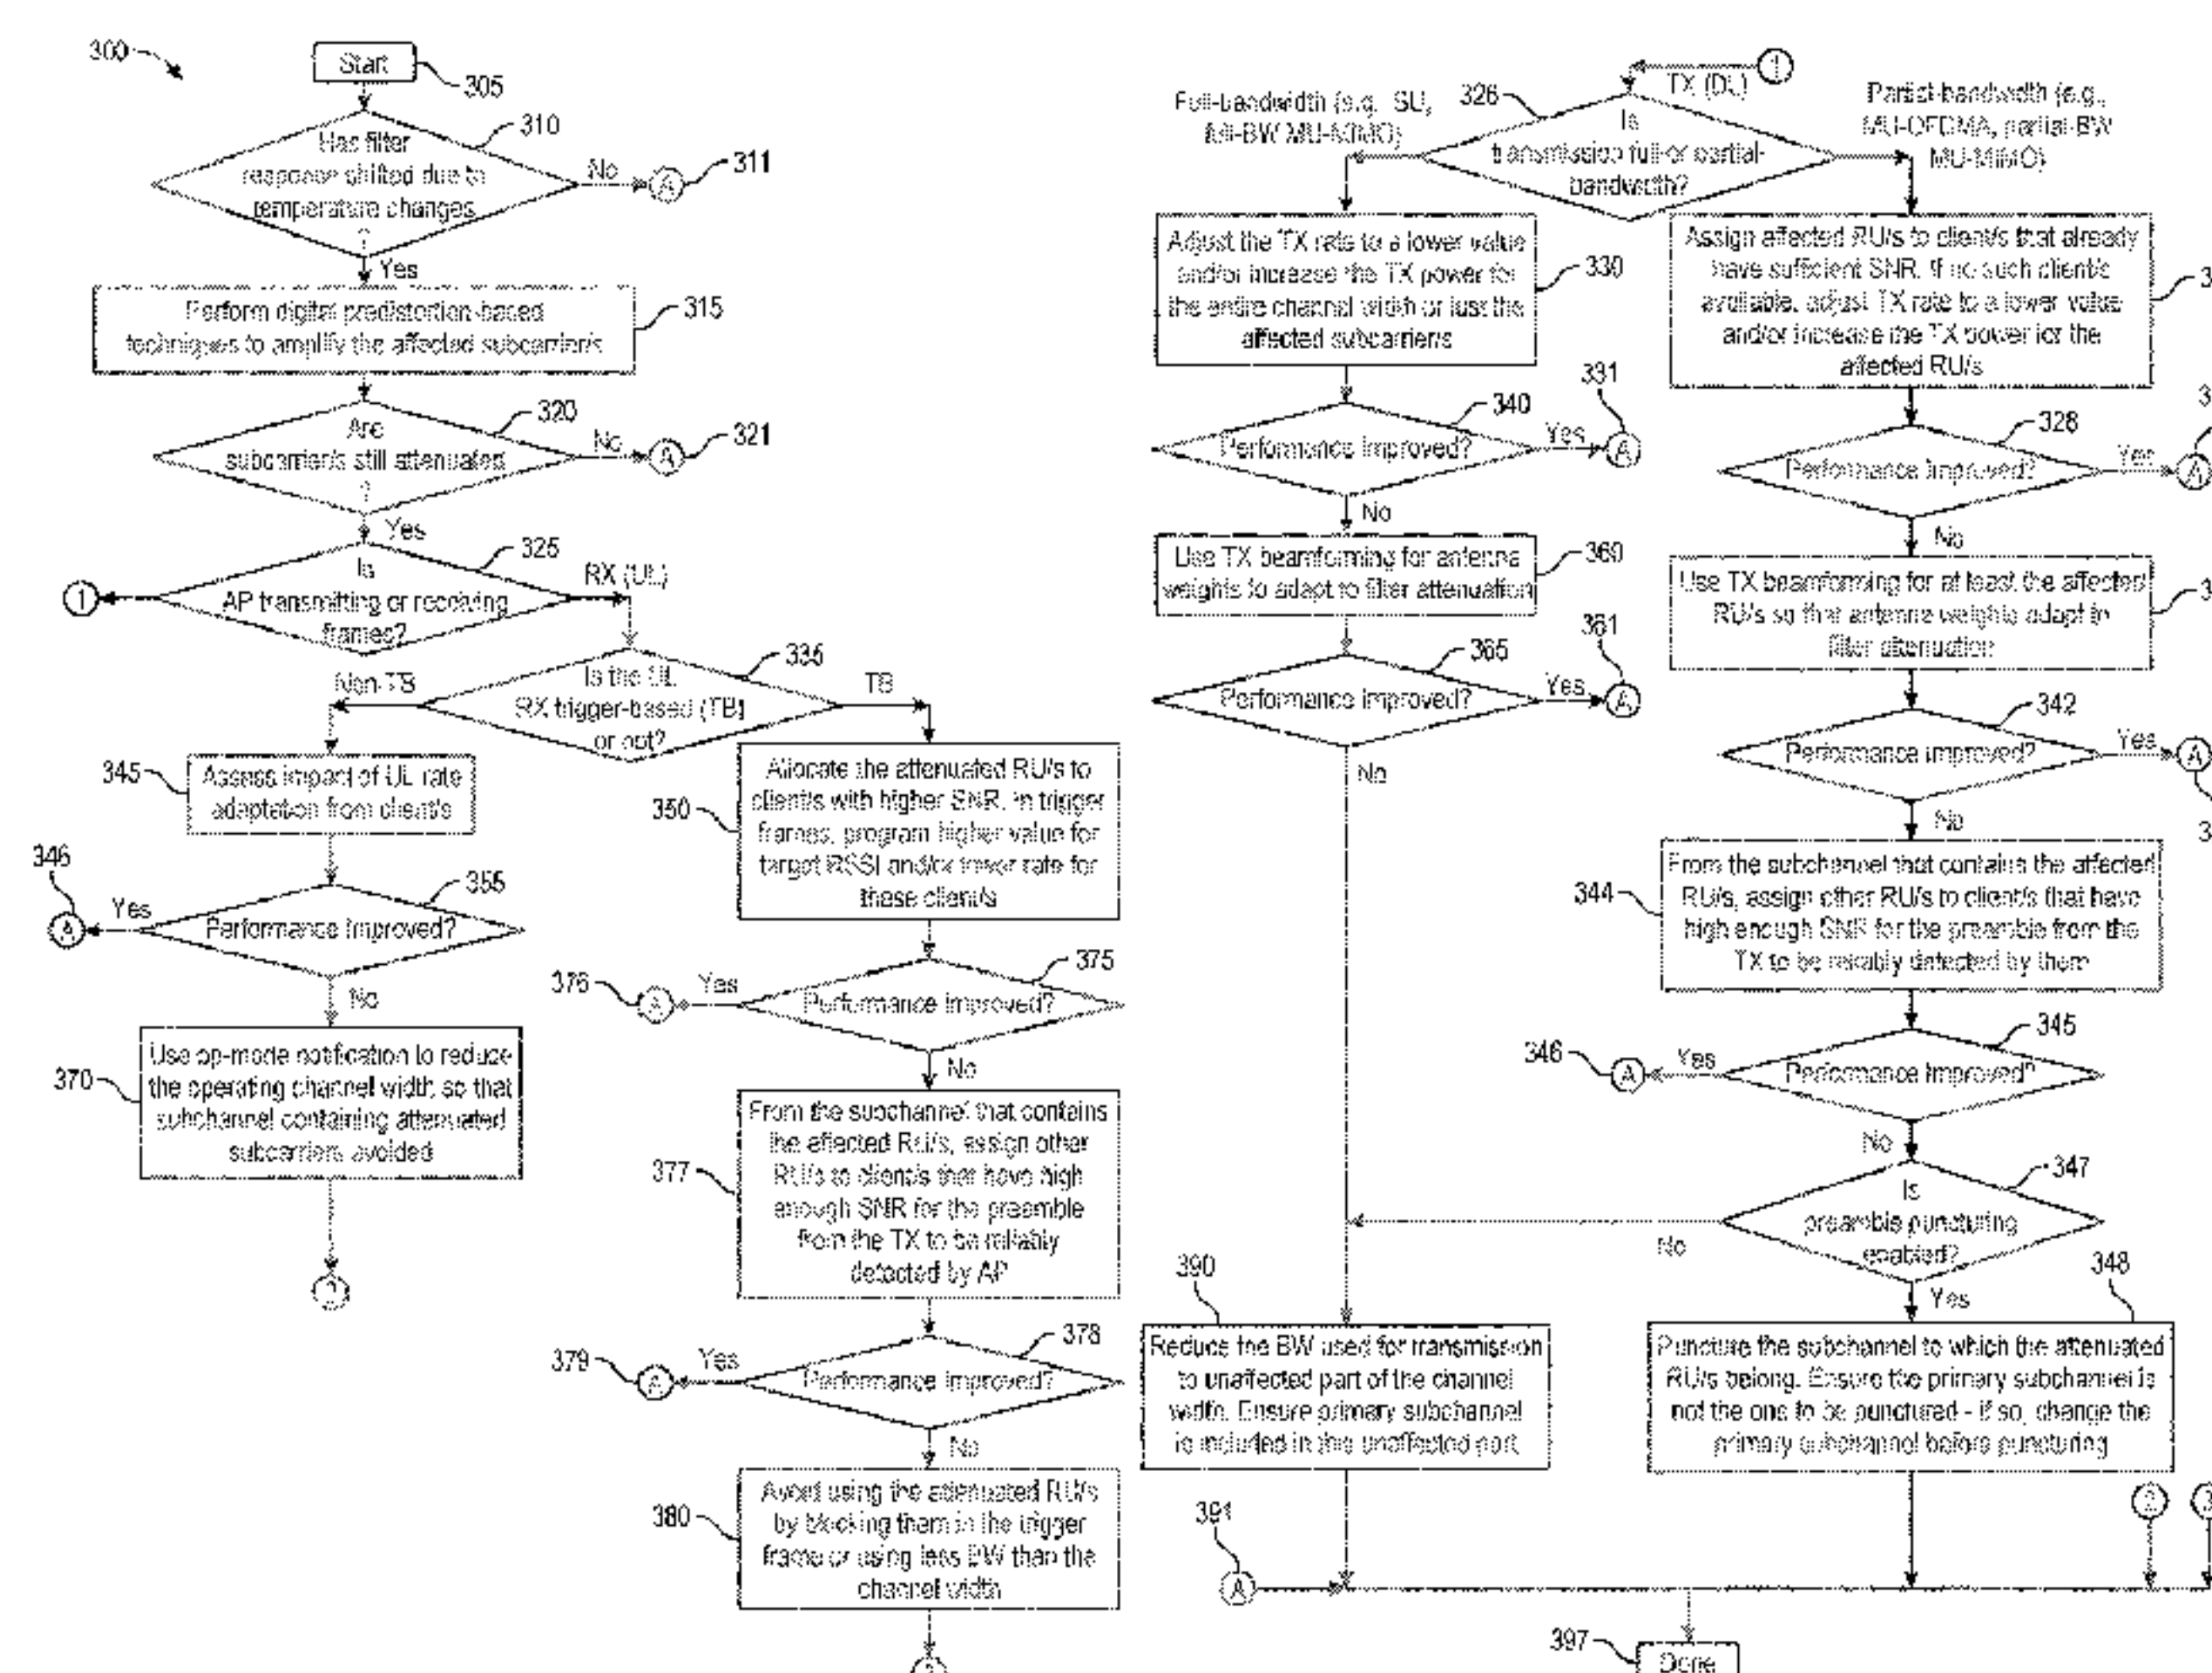 300
Start
305
Has filter
response shifted due to
temperature changes
?
310
No
A
311
Yes
Perform digital predistortion-based
techniques to amplify the affected subcarrier/s
315
Are
subcarrier/s still attenuated
?
320
No
A
321
Yes
Is
AP transmitting or receiving
frames?
325
1
RX (UL)
Is the UL
RX trigger-based (TB)
or not?
335
Non-TB
TB
345
Assess impact of UL rate
adaptation from client/s
346
A
Yes
Performance improved?
355
No
370
Use op-mode notification to reduce
the operating channel width so that
subchannel containing attenuated
subcarriers avoided
2
350
Allocate the attenuated RU/s to
client/s with higher SNR. In trigger
frames, program higher value for
target RSSI and/or lower rate for
these client/s
376
A
Yes
Performance improved?
375
No
377
From the subchannel that contains
the affected RU/s, assign other
RU/s to client/s that have high
enough SNR for the preamble
from the TX to be reliably
detected by AP
379
A
Yes
Performance improved?
378
No
380
Avoid using the attenuated RU/s
by blocking them in the trigger
frame or using less BW than the
channel width
1
TX (DL)
326
Is
transmission full-or partial-
bandwidth?
Full-bandwidth (e.g. SU,
full-BW MU-MIMO)
Partial-bandwidth (e.g.,
MU-OFDMA, partial-BW
MU-MIMO)
Adjust the TX rate to a lower value
and/or increase the TX power for
the entire channel width or just the
affected subcarrier/s
330
Performance improved?
340
Yes
A
331
No
Use TX beamforming for antenna
weights to adapt to filter attenuation
360
Performance improved?
365
Yes
A
361
No
Assign affected RU/s to client/s that already
have sufficient SNR. If no such client/s
available, adjust TX rate to a lower value
and/or increase the TX power for the
affected RU/s
Performance improved?
328
Yes
A
No
Use TX beamforming for at least the affected
RU/s so that antenna weights adapt to
filter attenuation
Performance improved?
342
Yes
A
No
344
From the subchannel that contains the affected
RU/s, assign other RU/s to client/s that have
high enough SNR for the preamble from the
TX to be reliably detected by them
346
A
Yes
Performance improved?
345
No
Is
preamble puncturing
enabled?
347
No
Yes
390
Reduce the BW used for transmission
to unaffected part of the channel
width. Ensure primary subchannel
is included in this unaffected part
348
Puncture the subchannel to which the attenuated
RU/s belong. Ensure the primary subchannel is
not the one to be punctured - if so, change the
primary subchannel before puncturing
2
3
391
A
397
Done